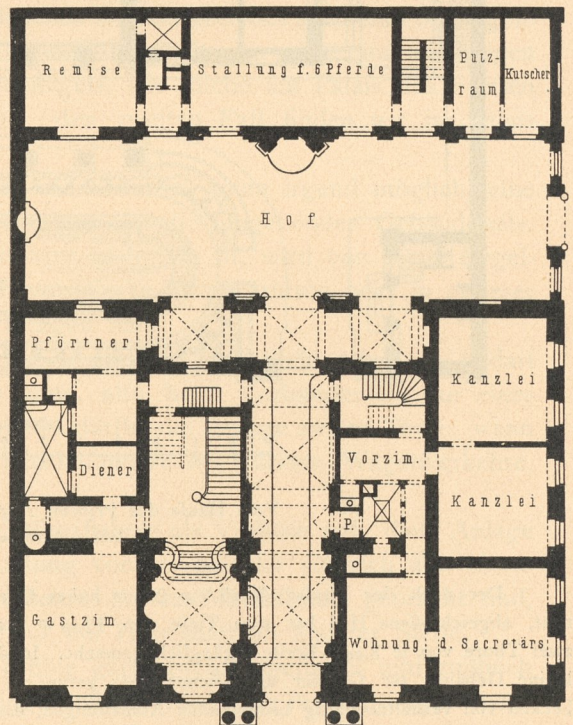 Remise
Stallung f. 6 Pferde
Putz-
raum
Kutscher
Hof
Pförtner
Kanzlei
Diener
Vorzim.
Kanzlei
P.
Gastzim.
Wohnung d. Secretärs